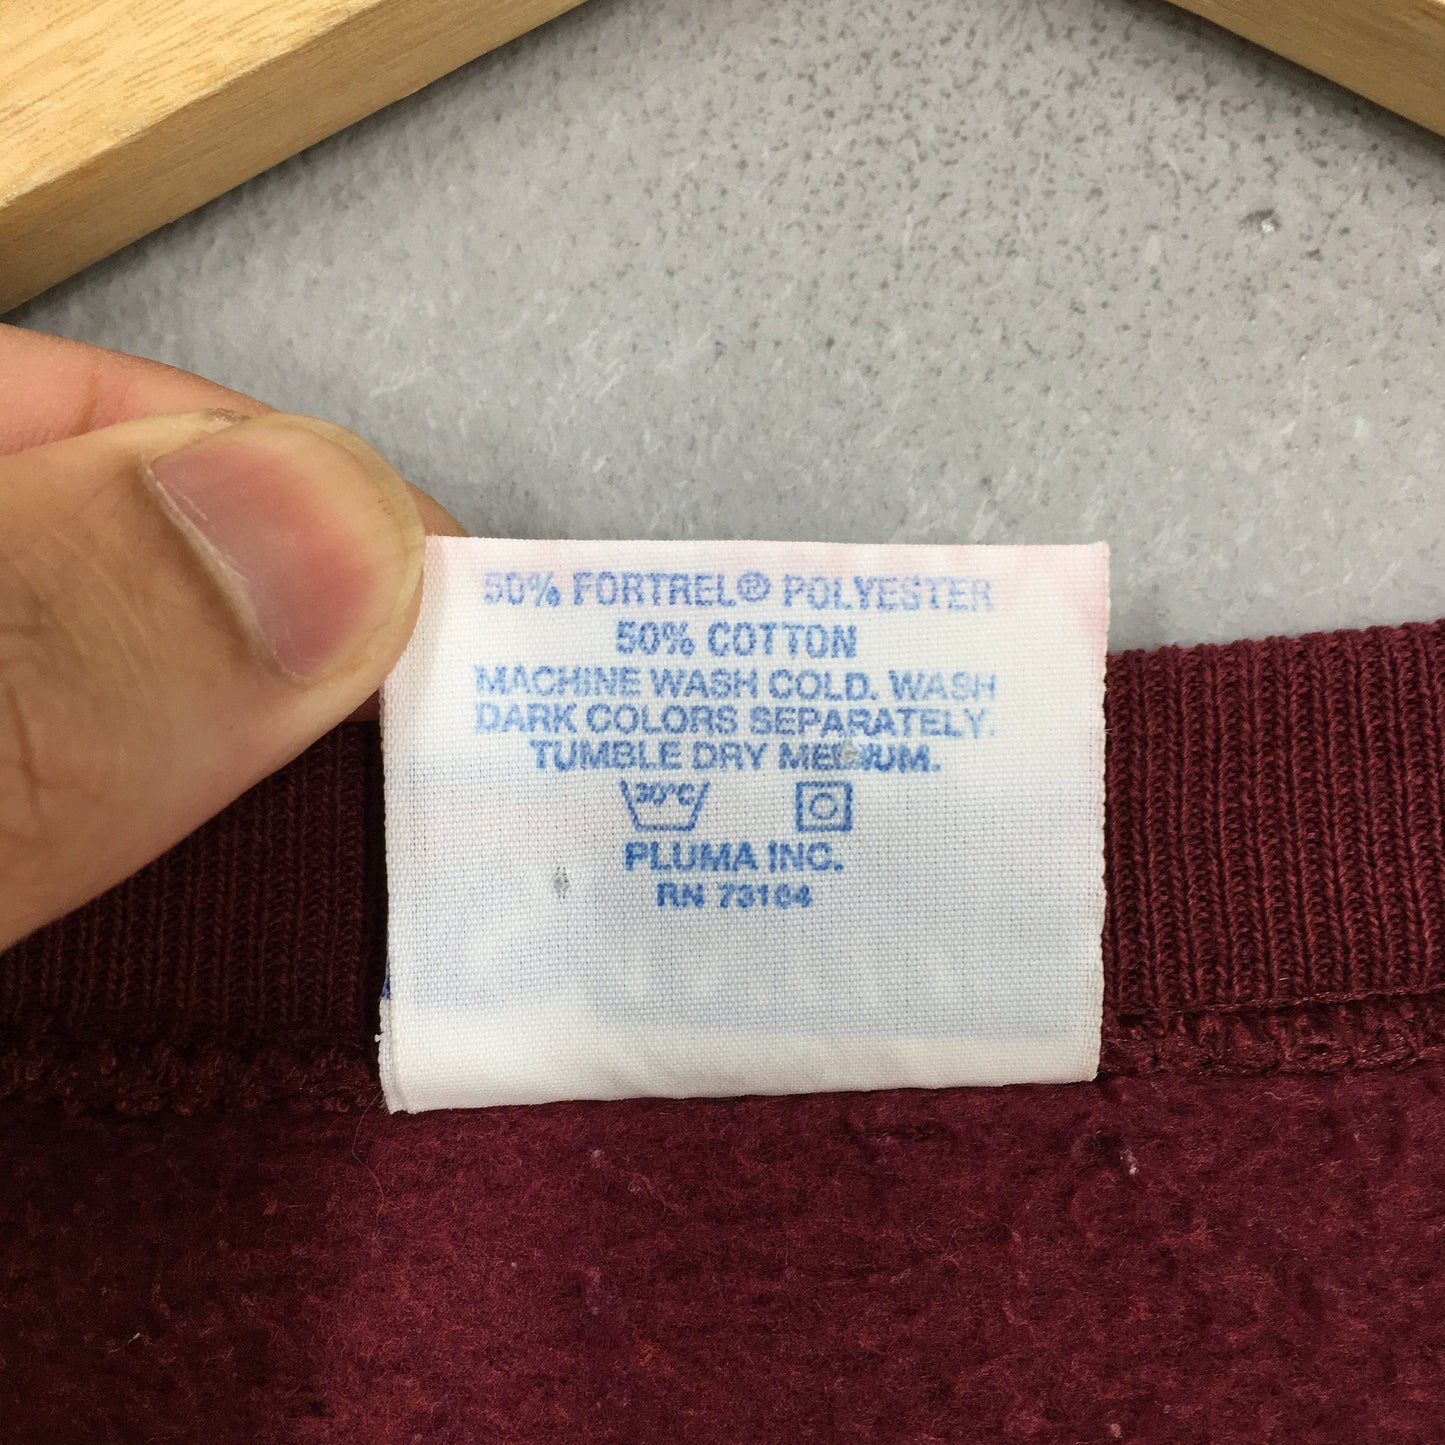 50% FORTREL® POLYESTER
50% COTTON
MACHINE WASH COLD. WASH
DARK COLORS SEPARATELY.
TUMBLE DRY MEDIUM.
30°C
PLUMA INC.
RN 73104